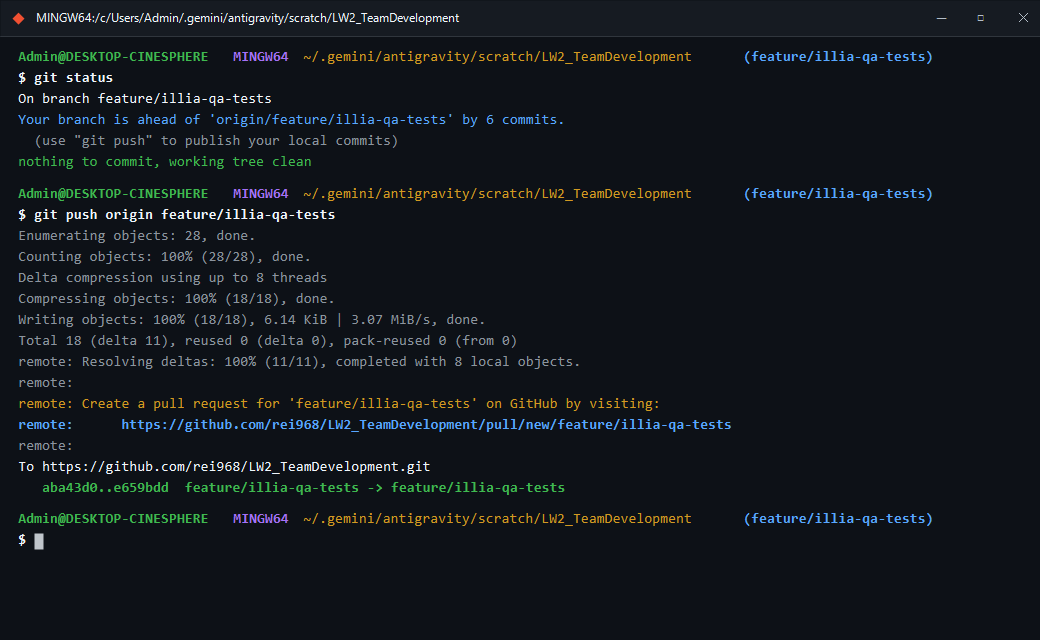 MINGW64:/c/Users/Admin/.gemini/antigravity/scratch/LW2_TeamDevelopment
Admin@DESKTOP-CINESPHERE MINGW64 ~/.gemini/antigravity/scratch/LW2_TeamDevelopment (feature/illia-qa-tests)
$ git status
On branch feature/illia-qa-tests
Your branch is ahead of 'origin/feature/illia-qa-tests' by 6 commits.
(use "git push" to publish your local commits)
nothing to commit, working tree clean
Admin@DESKTOP-CINESPHERE MINGW64 ~/.gemini/antigravity/scratch/LW2_TeamDevelopment (feature/illia-qa-tests)
$ git push origin feature/illia-qa-tests
Enumerating objects: 28, done.
Counting objects: 100% (28/28), done.
Delta compression using up to 8 threads
Compressing objects: 100% (18/18), done.
Writing objects: 100% (18/18), 6.14 KiB | 3.07 MiB/s, done.
Total 18 (delta 11), reused 0 (delta 0), pack-reused 0 (from 0)
remote: Resolving deltas: 100% (11/11), completed with 8 local objects.
remote:
remote: Create a pull request for 'feature/illia-qa-tests' on GitHub by visiting:
remote: https://github.com/rei968/LW2_TeamDevelopment/pull/new/feature/illia-qa-tests
remote:
To https://github.com/rei968/LW2_TeamDevelopment.git
aba43d0..e659bdd feature/illia-qa-tests -> feature/illia-qa-tests
Admin@DESKTOP-CINESPHERE MINGW64 ~/.gemini/antigravity/scratch/LW2_TeamDevelopment (feature/illia-qa-tests)
$